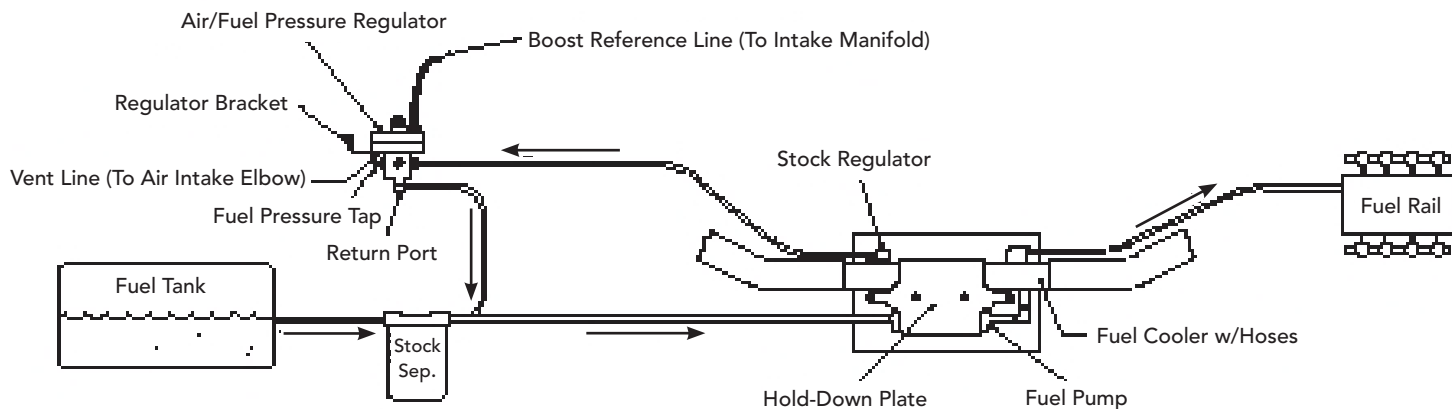 Air/Fuel Pressure Regulator
Boost Reference Line (To Intake Manifold)
Regulator Bracket
Stock Regulator
Vent Line (To Air Intake Elbow)
Fuel Pressure Tap
Fuel Rail
Return Port
Fuel Tank
Stock
Sep.
Fuel Cooler w/Hoses
Hold-Down Plate
Fuel Pump